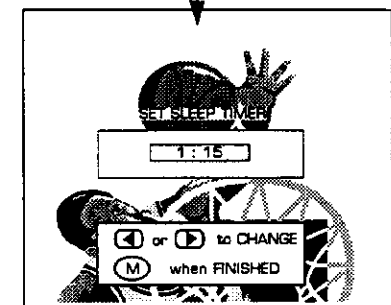 SET SLEEP TIMER
1 : 15
or to CHANGE
M when FINISHED